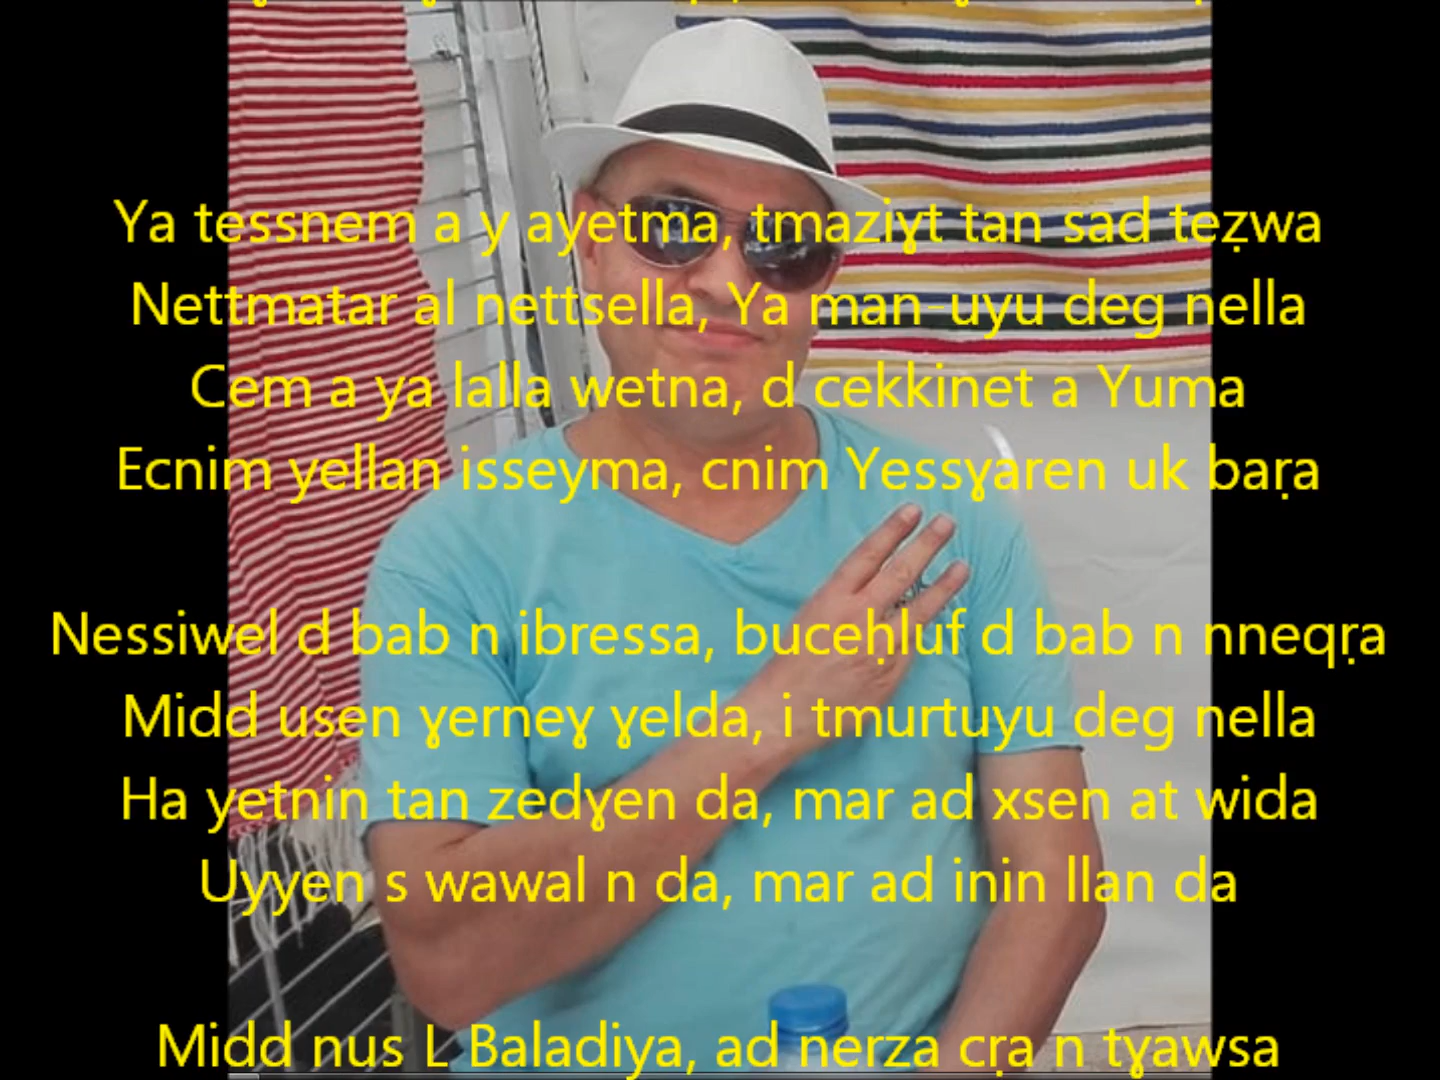 Ya tessnem a y ayetma, tmaziɣt tan sad teẓwa
Nettmatar al nettsella, Ya man-uyu deg nella
Cem a ya lalla wetna, d cekkinet a Yuma
Ecnim yellan isseyma, cnim Yessɣaren uk baṛa
Nessiwel d bab n ibressa, buceḥluf d bab n nneqṛa
Midd usen ɣerneɣ ɣelda, i tmurtuyu deg nella
Ha yetnin tan zedɣen da, mar ad xsen at wida
Uyyen s wawal n da, mar ad inin llan da
Midd nus L Baladiya, ad nerza cṛa n tɣawsa